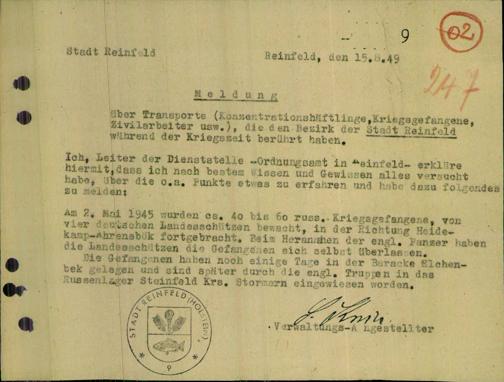 9
02
Stadt Reinfeld
Reinfeld, den 15.8.49
247
Meldung
über Transporte (Konzentrationshäftlinge,Kriegsgefangene,
Zivilarbeiter usw.), die den Bezirk der Stadt Reinfeld
während der Kriegszeit berührt haben.
Ich, Leiter der Dienststelle -Ordnungsamt in Reinfeld- erkläre
hiermit,dass ich nach bestem Wissen und Gewissen alles versucht
habe, über die o.a. Punkte etwas zu erfahren und habe dazu folgendes
zu melden:
Am 2. Mai 1945 wurden ca. 40 bis 60 russ. Kriegsgefangene, von
vier deutschen Landesschützen bewacht, in der Richtung Heide-
kamp-Ahrensbök fortgebracht. Beim Herannahen der engl. Panzer haben
die Landesschützen die Gefangenen sich selbst überlassen.
Die Gefangenen haben noch einige Tage in der Baracke Elchen-
bek gelegen und sind später durch die engl. Truppen in das
Russenlager Steinfeld Krs. Stormarn eingewiesen worden.
STADT REINFELD (HOLSTEIN)
9
Verwaltungs-Angestellter